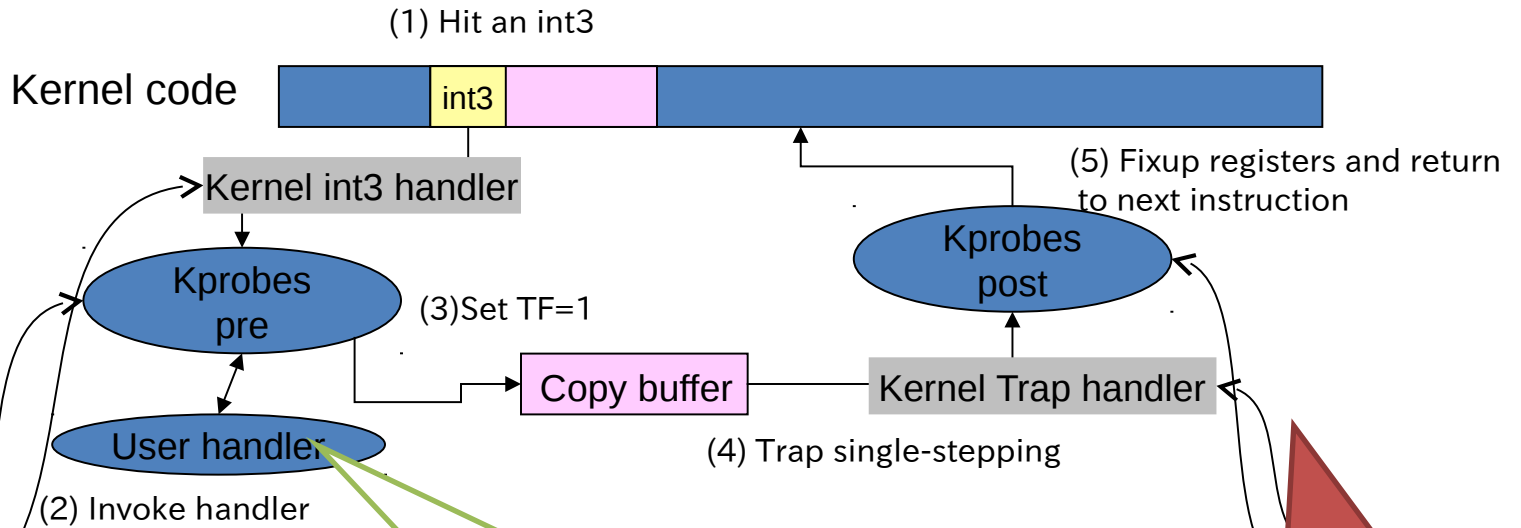 (1) Hit an int3
Kernel code
int3
Kernel int3 handler
(5) Fixup registers and return
to next instruction
Kprobes
pre
Kprobes
post
(3)Set TF=1
Copy buffer
Kernel Trap handler
User handler
(4) Trap single-stepping
(2) Invoke handler